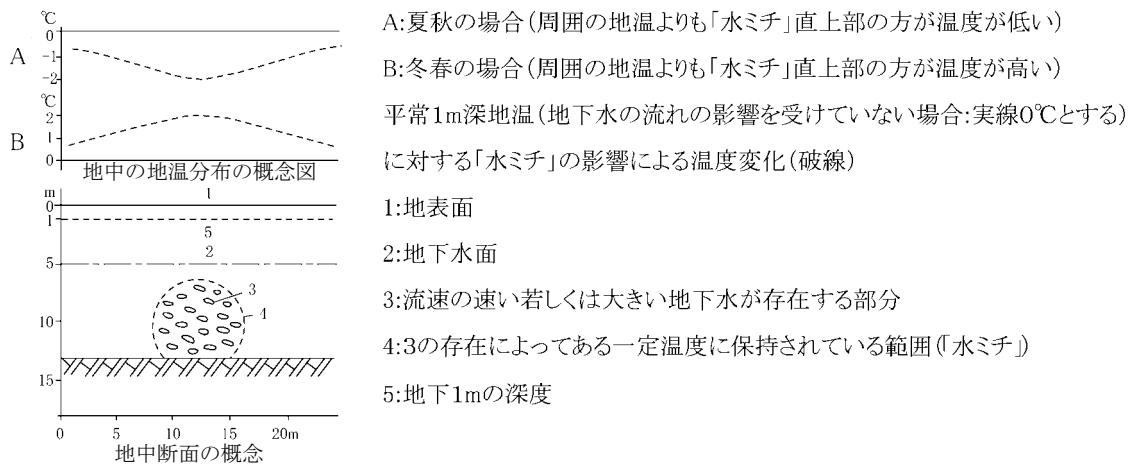 ℃
0
-1
-2
A
℃
2
1
0
B
地中の地温分布の概念図
m
0
1
5
10
15
1
5
2
3
4
0 5 10 15 20m
地中断面の概念
A:夏秋の場合(周囲の地温よりも「水ミチ」直上部の方が温度が低い)
B:冬春の場合(周囲の地温よりも「水ミチ」直上部の方が温度が高い)
平常1m深地温(地下水の流れの影響を受けていない場合:実線0℃とする)
に対する「水ミチ」の影響による温度変化(破線)
1:地表面
2:地下水面
3:流速の速い若しくは大きい地下水が存在する部分
4:3の存在によってある一定温度に保持されている範囲(「水ミチ」)
5:地下1mの深度